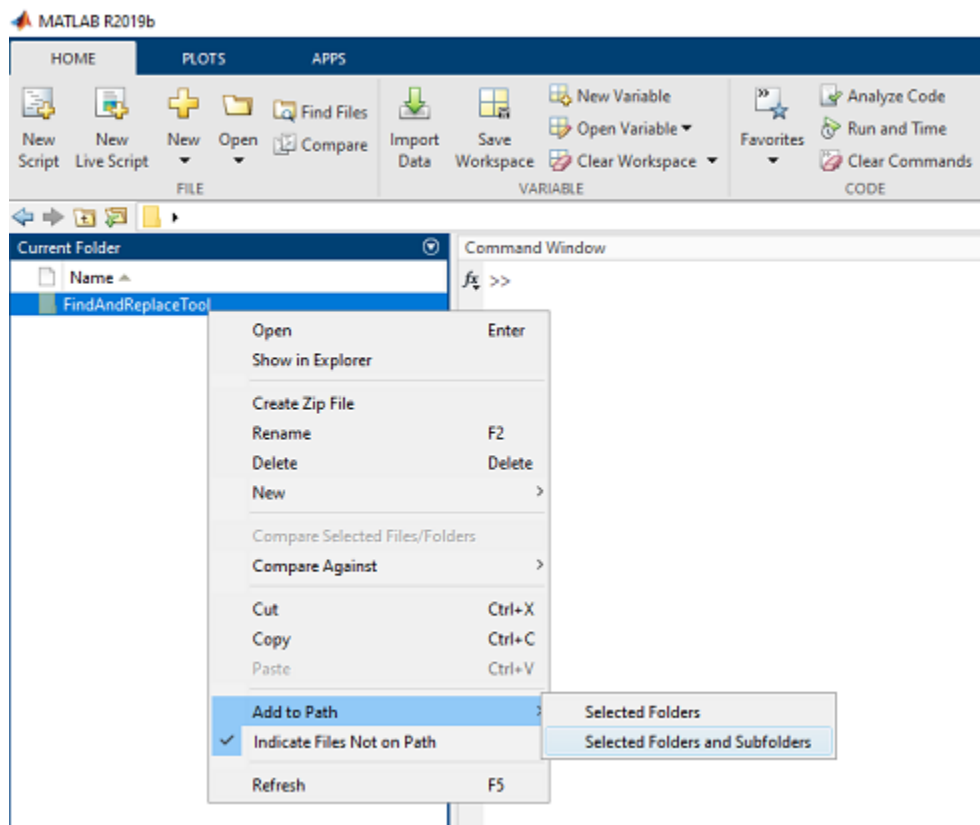 MATLAB R2019b
HOME PLOTS APPS
New Script
New Live Script
New
Open
Find Files
Compare
FILE
Import Data
Save Workspace
New Variable
Open Variable
Clear Workspace
VARIABLE
Favorites
Analyze Code
Run and Time
Clear Commands
CODE
Current Folder
Name
FindAndReplaceTool
Command Window
fx >>
Open Enter
Show in Explorer
Create Zip File
Rename F2
Delete Delete
New
Compare Selected Files/Folders
Compare Against
Cut Ctrl+X
Copy Ctrl+C
Paste Ctrl+V
Add to Path
Indicate Files Not on Path
Refresh F5
Selected Folders
Selected Folders and Subfolders